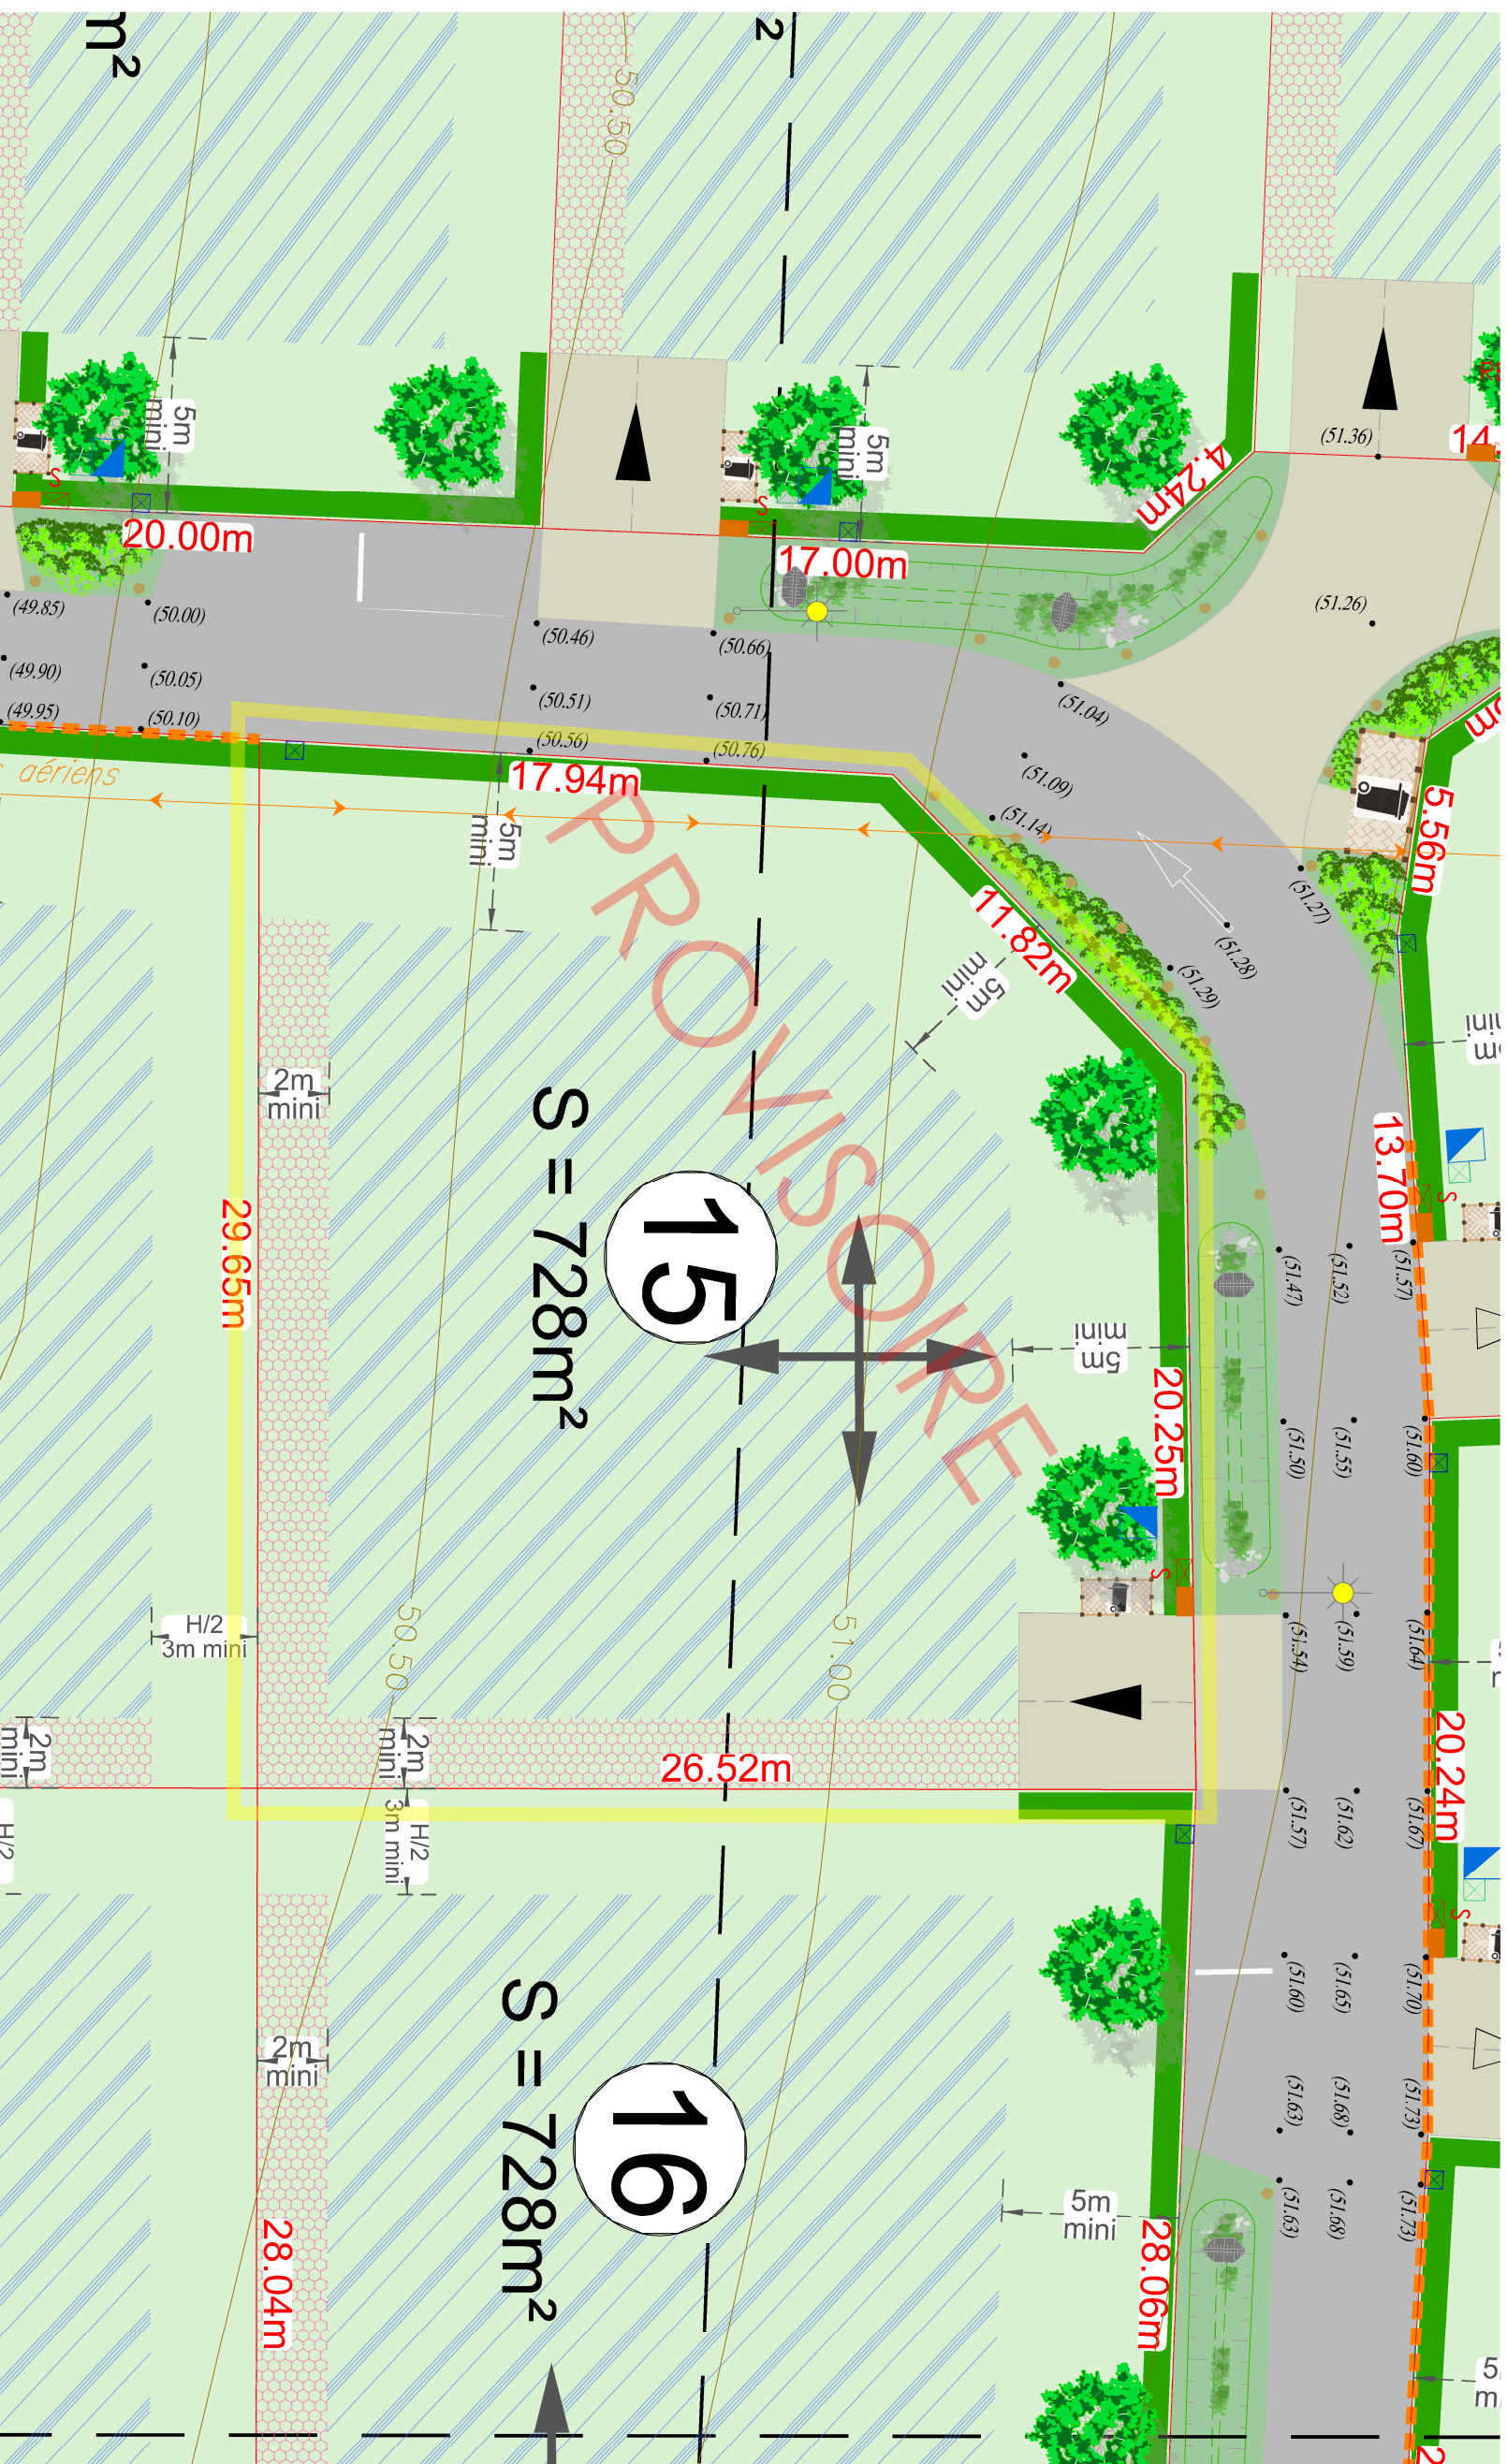 m²
2
50.50
5m
mini
5m
mini
4.24m
(51.36)
14.
S
S
20.00m
17.00m
(49.85)
(50.00)
(50.46)
(50.66)
(51.26)
(49.90)
(50.05)
(50.51)
(50.71)
(51.04)
(49.95)
(50.10)
(50.56)
(50.76)
(51.09)
(51.14)
aériens
17.94m
5m
mini
5.56m
(51.27)
11.82m
(51.28)
(51.29)
5m
mini
PROVISOIRE
2m
mini
S = 728m²
15
29.65m
13.70m
S
(51.47)
(51.52)
(51.57)
5m
mini
20.25m
(51.50)
(51.55)
(51.60)
S
H/2
3m mini
50.50
51.00
(51.54)
(51.59)
(51.64)
2m
mini
2m
mini
26.52m
20.24m
H/2
H/2
3m mini
(51.57)
(51.62)
(51.67)
S
(51.60)
(51.65)
(51.70)
S = 728m²
16
2m
mini
(51.63)
(51.68)
(51.73)
5m
mini
(51.63)
(51.68)
(51.73)
28.04m
28.06m